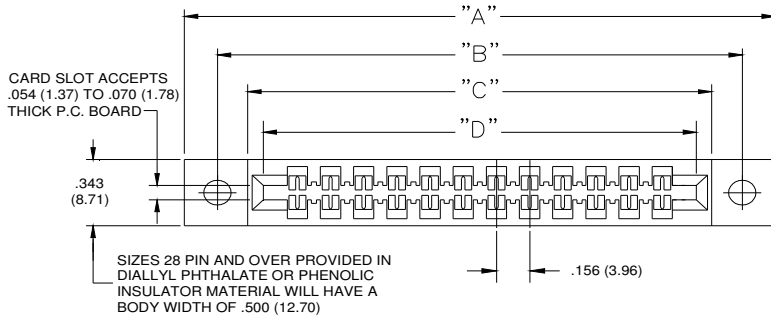 "A"
"B"
CARD SLOT ACCEPTS
.054 (1.37) TO .070 (1.78)
THICK P.C. BOARD
"C"
"D"
.343
(8.71)
SIZES 28 PIN AND OVER PROVIDED IN
DIALLYL PHTHALATE OR PHENOLIC
INSULATOR MATERIAL WILL HAVE A
BODY WIDTH OF .500 (12.70)
.156 (3.96)